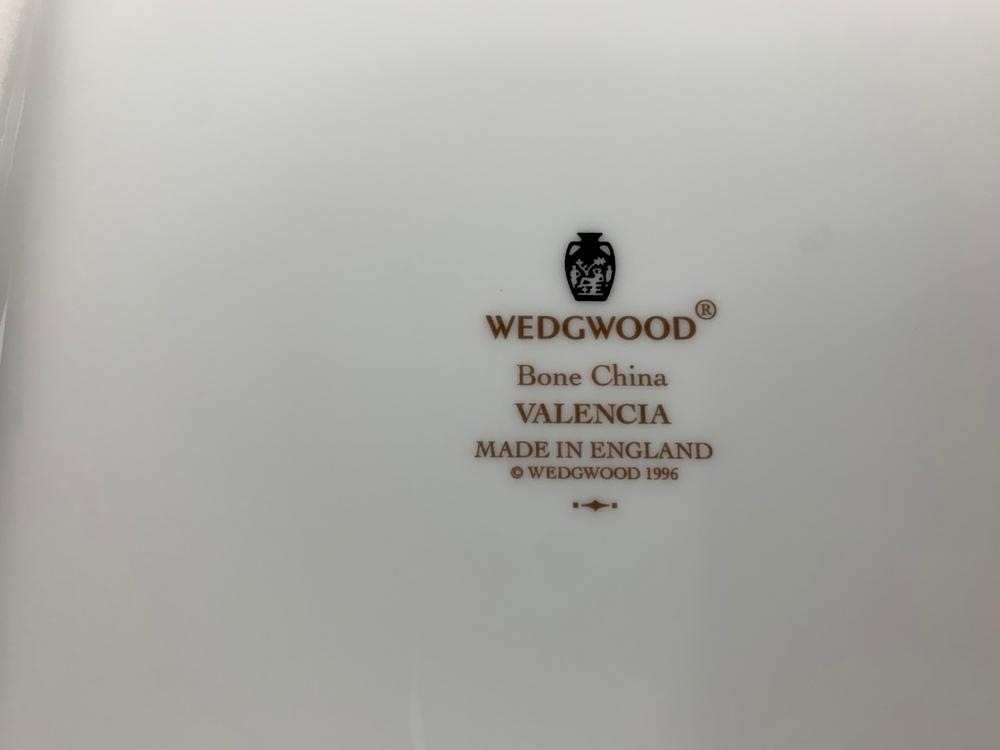 WEDGWOOD®
Bone China
VALENCIA
MADE IN ENGLAND
© WEDGWOOD 1996